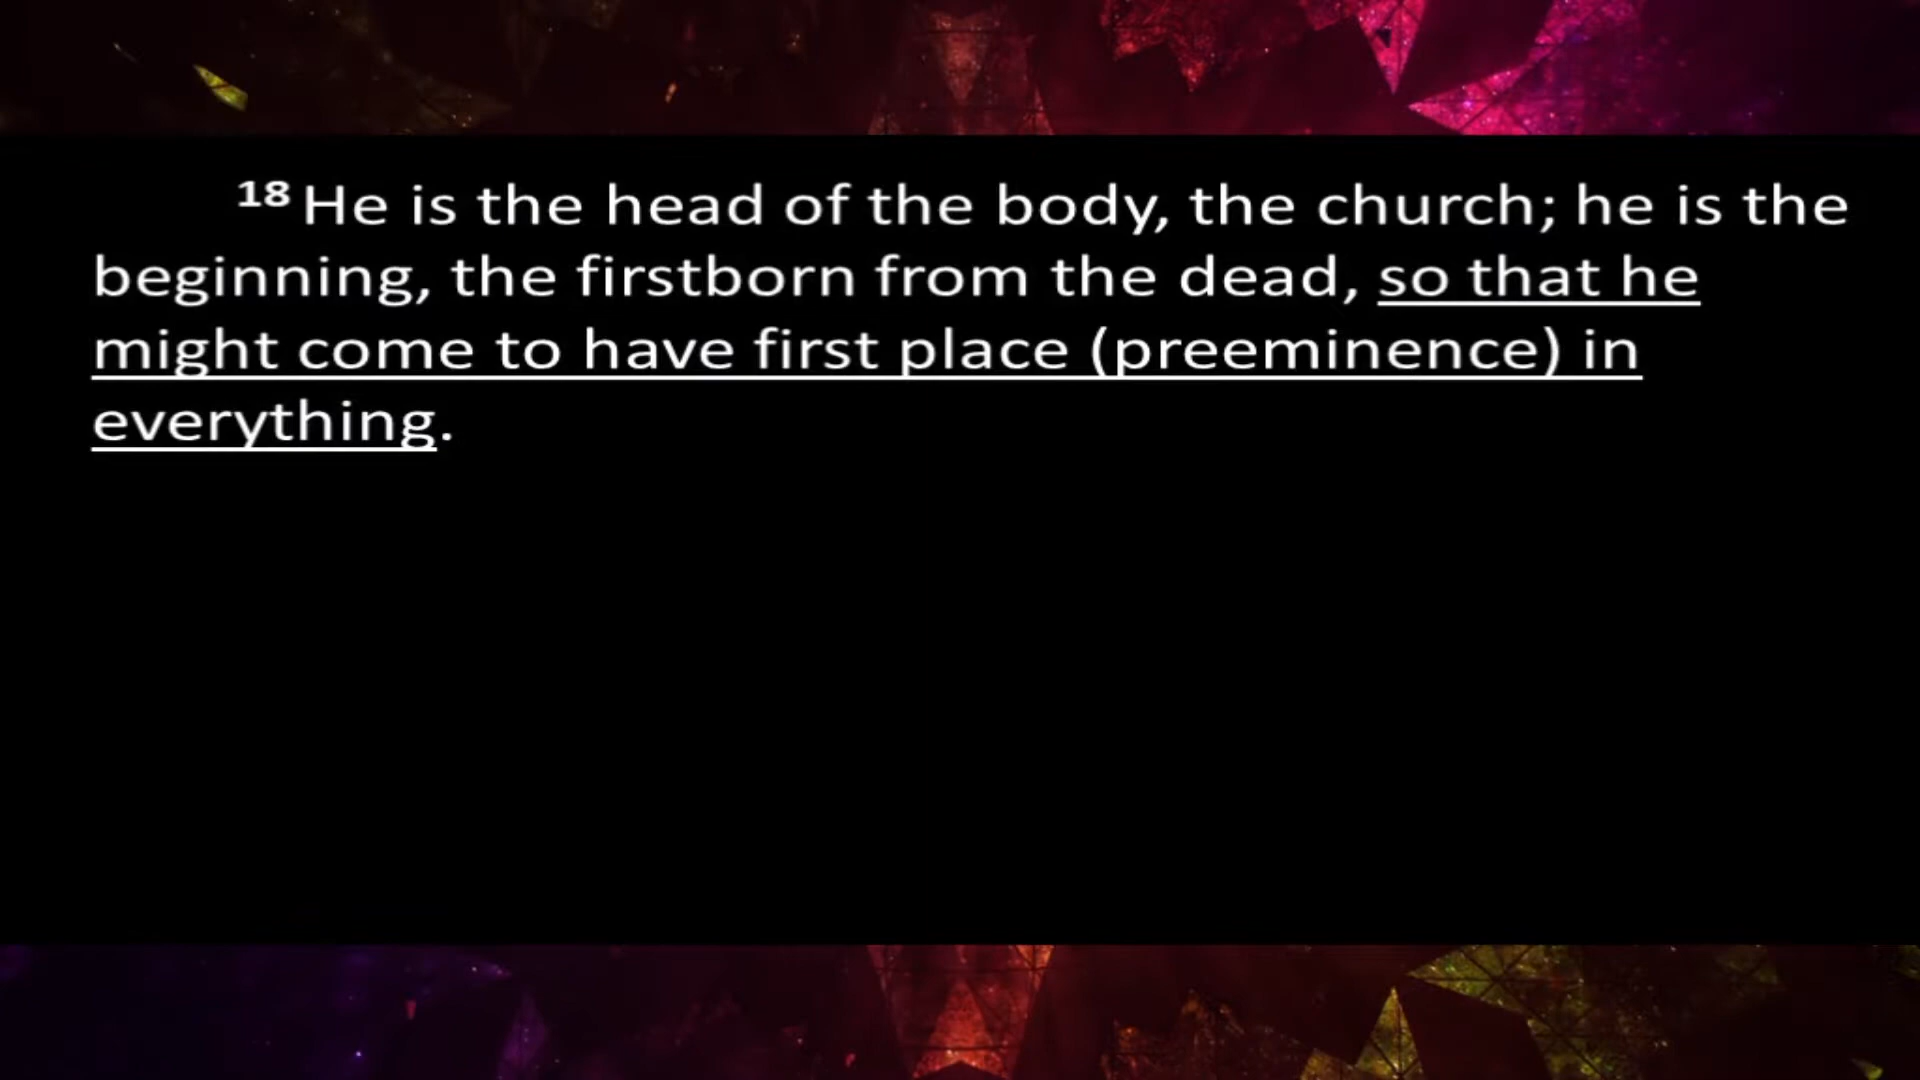 18 He is the head of the body, the church; he is the
beginning, the firstborn from the dead, so that he
might come to have first place (preeminence) in
everything.